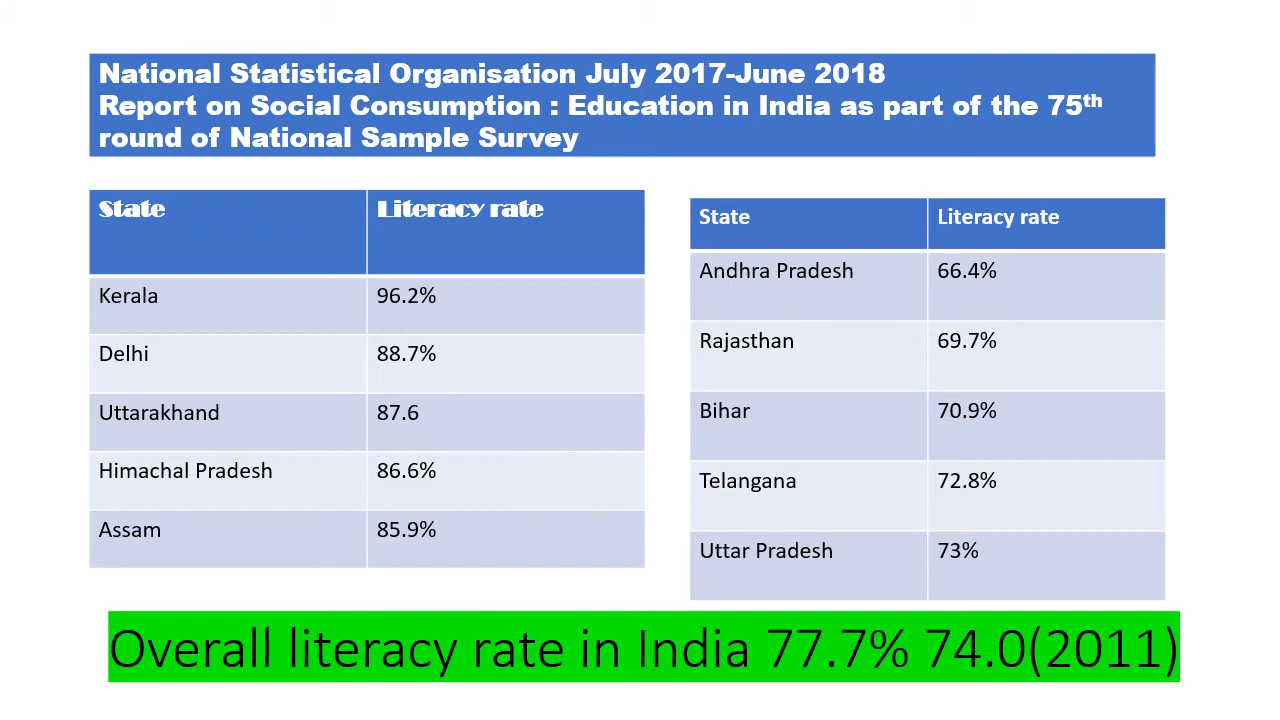 National Statistical Organisation July 2017-June 2018
Report on Social Consumption : Education in India as part of the 75th
round of National Sample Survey
State Literacy rate
Kerala 96.2%
Delhi 88.7%
Uttarakhand 87.6
Himachal Pradesh 86.6%
Assam 85.9%
State Literacy rate
Andhra Pradesh 66.4%
Rajasthan 69.7%
Bihar 70.9%
Telangana 72.8%
Uttar Pradesh 73%
Overall literacy rate in India 77.7% 74.0(2011)